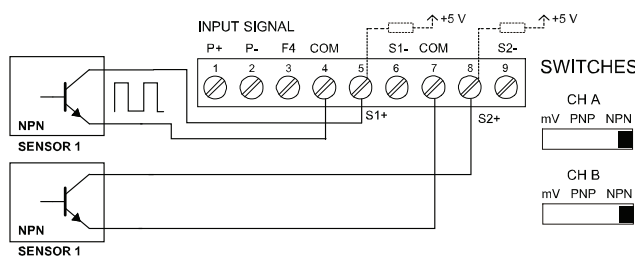 INPUT SIGNAL
+5 V
+5 V
P+ P- F4 COM S1- COM S2-
1 2 3 4 5 6 7 8 9
S1+
S2+
NPN
SENSOR 1
NPN
SENSOR 1
SWITCHES
CH A
mV PNP NPN
CH B
mV PNP NPN